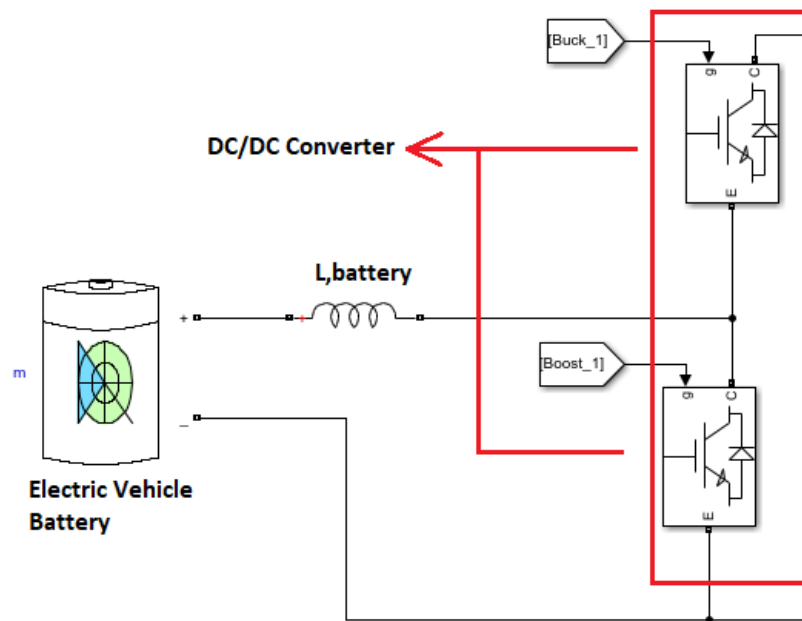 [Buck_1]
g
C
E
DC/DC Converter
L,battery
+
+
[Boost_1]
g
C
E
m
_
Electric Vehicle
Battery